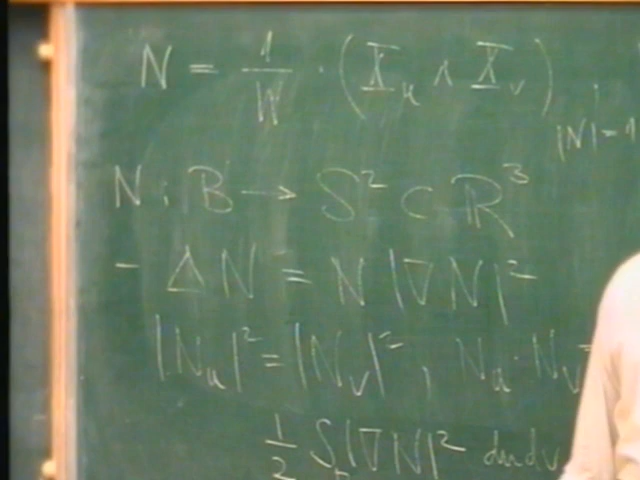 N = 1/W · (X_u ∧ X_v),
|N| = 1
N : B → S² ⊂ ℝ³
- ΔN = N |∇N|²
|N_u|² = |N_v|², N_u · N_v =
1/2 ∫_B |∇N|² du dv